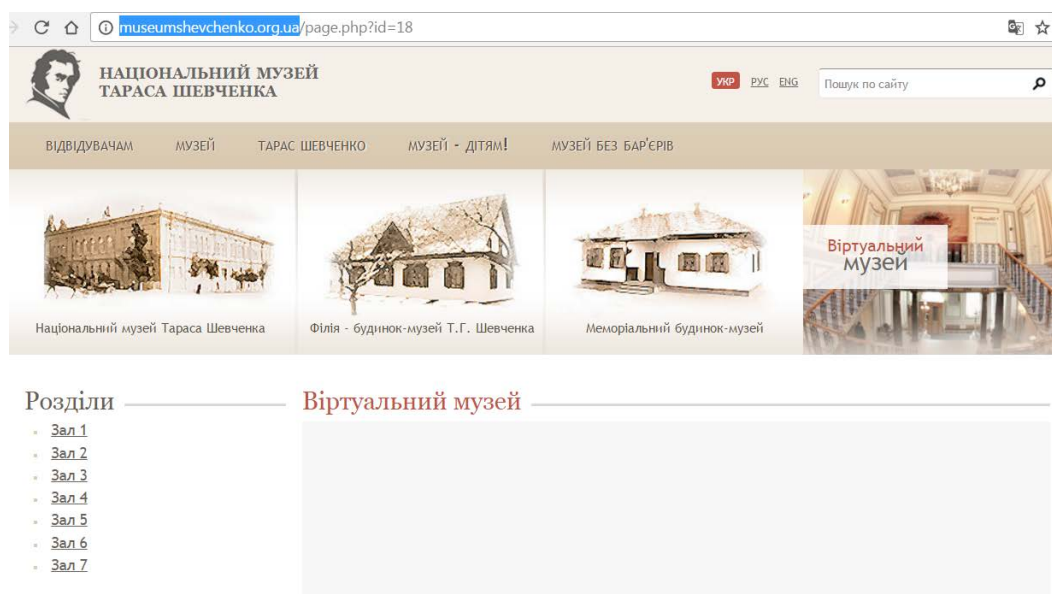 museumshevchenko.org.ua/page.php?id=18
НАЦІОНАЛЬНИЙ МУЗЕЙ
ТАРАСА ШЕВЧЕНКА
УКР РУС ENG
Пошук по сайту
ВІДВІДУВАЧАМ МУЗЕЙ ТАРАС ШЕВЧЕНКО МУЗЕЙ - ДІТЯМ! МУЗЕЙ БЕЗ БАР'ЄРІВ
Віртуальний
музей
Національний музей Тараса Шевченка Філія - будинок-музей Т.Г. Шевченка Меморіальний будинок-музей
Розділи Віртуальний музей
Зал 1
Зал 2
Зал 3
Зал 4
Зал 5
Зал 6
Зал 7